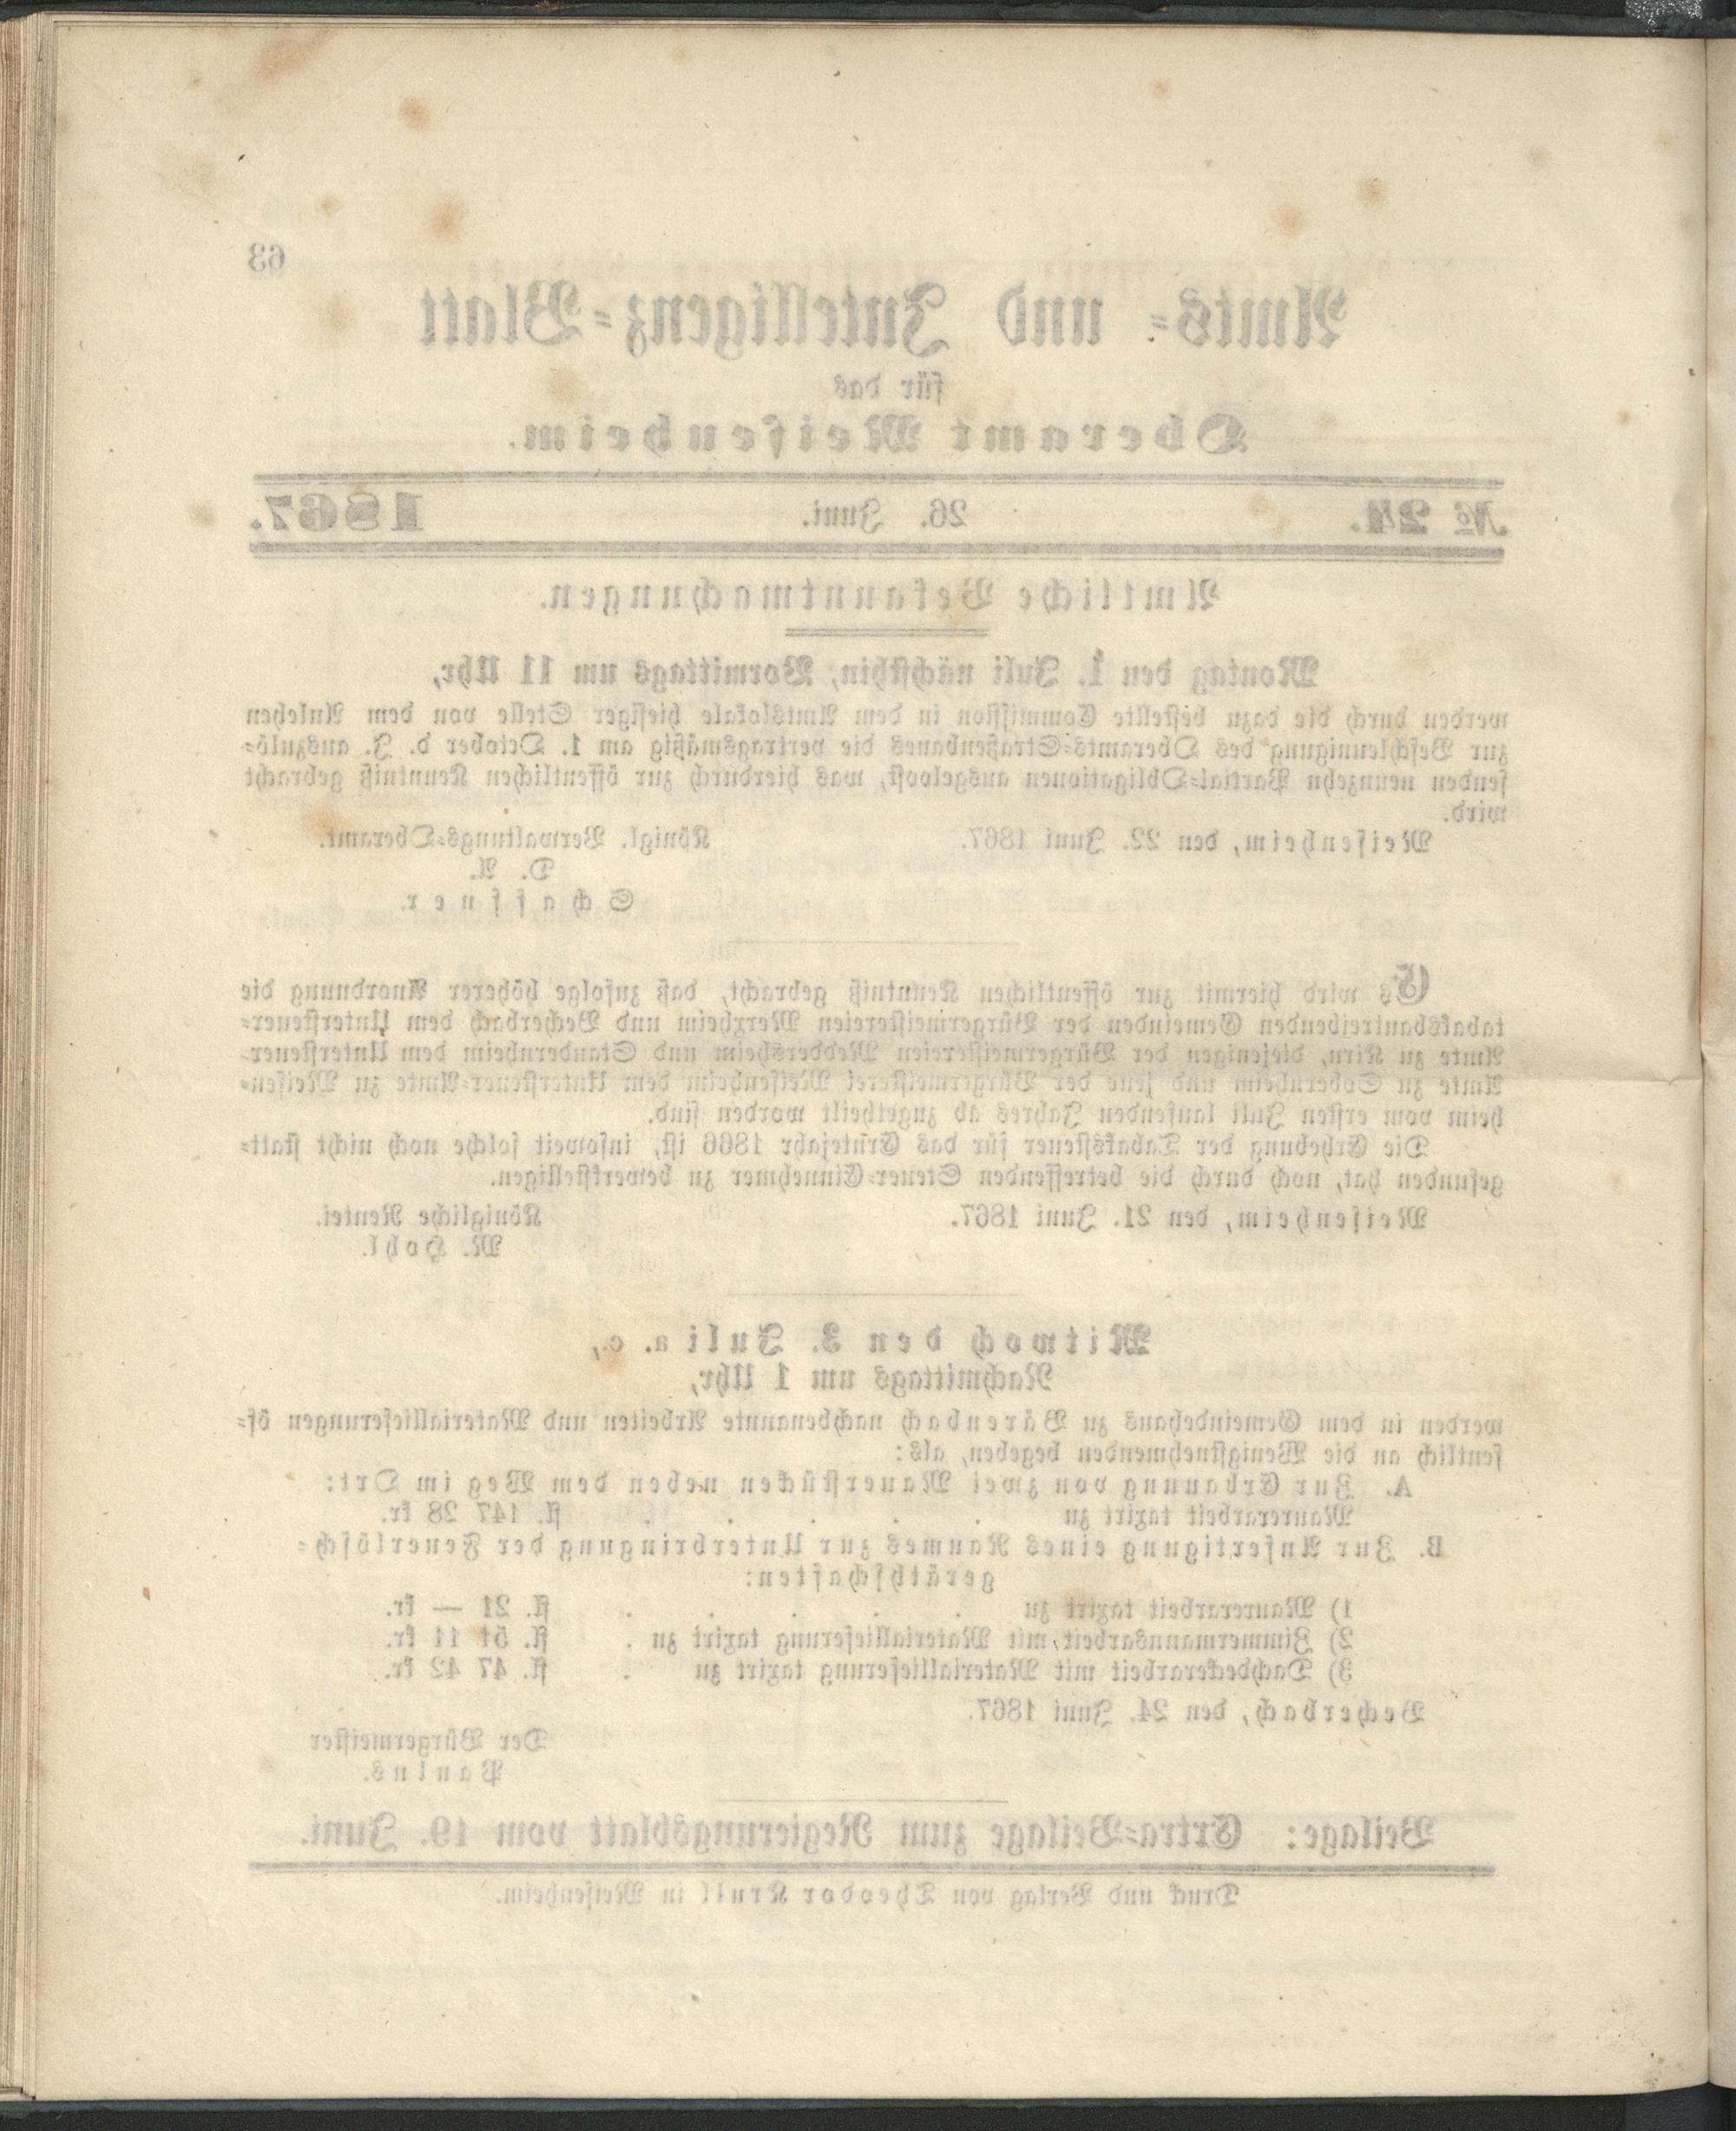 63
Amts- und Intelligenz-Blatt
für das
Oberamt Meisenheim.
№ 24. 26. Juni. 1867.
Amtliche Bekanntmachungen.
Montag den 1. Juli nächsthin, Vormittags um 11 Uhr,
werden durch die dazu bestellte Commission in dem Amtslokale hiesiger Stelle von dem Anlehen
zur Beschleunigung des Oberamts-Straßenbaues die vertragsmäßig am 1. October d. J. auszulö-
senden neunzehn Partial-Obligationen ausgeloost, was hierdurch zur öffentlichen Kenntniß gebracht
wird.
Meisenheim, den 22. Juni 1867. Königl. Verwaltungs-Oberamt.
D. A.
Schaffner.
Es wird hiermit zur öffentlichen Kenntniß gebracht, daß zufolge höherer Anordnung die
tabaksbautreibenden Gemeinden der Bürgermeistereien Merxheim und Becherbach dem Untersteuer-
Amte zu Kirn, diejenigen der Bürgermeistereien Meddersheim und Staudernheim dem Untersteuer-
Amte zu Sobernheim und jene der Bürgermeisterei Meisenheim dem Untersteuer-Amte zu Meisen-
heim vom ersten Juli laufenden Jahres ab zugetheilt worden sind.
Die Erhebung der Tabakssteuer für das Erntejahr 1866 ist, insoweit solche noch nicht statt-
gefunden hat, noch durch die betreffenden Steuer-Einnehmer zu bewerkstelligen.
Meisenheim, den 21. Juni 1867. Königliche Rentei.
M. Hohl.
Mitwoch den 3. Juli a. c.,
Nachmittags um 1 Uhr,
werden in dem Gemeindehaus zu Bärenbach nachbenannte Arbeiten und Materiallieferungen öf-
fentlich an die Wenigstnehmenden begeben, als:
A. Zur Erbauung von zwei Mauerstücken neben dem Weg im Ort:
Maurerarbeit taxirt zu . . . . . fl. 147 28 kr.
B. Zur Anfertigung eines Raumes zur Unterbringung der Feuerlösch-
geräthschaften:
1) Maurerarbeit taxirt zu . . . . . fl. 21 — kr.
2) Zimmermannsarbeit mit Materiallieferung taxirt zu . fl. 11 kr.
3) Dachdeckerarbeit mit Materiallieferung taxirt zu . fl. 47 42 kr.
Becherbach, den 24. Juni 1867.
Der Bürgermeister
Paulus.
Beilage: Extra-Beilage zum Regierungsblatt vom 19. Juni.
Druck und Verlag von Theodor Krull in Meisenheim.